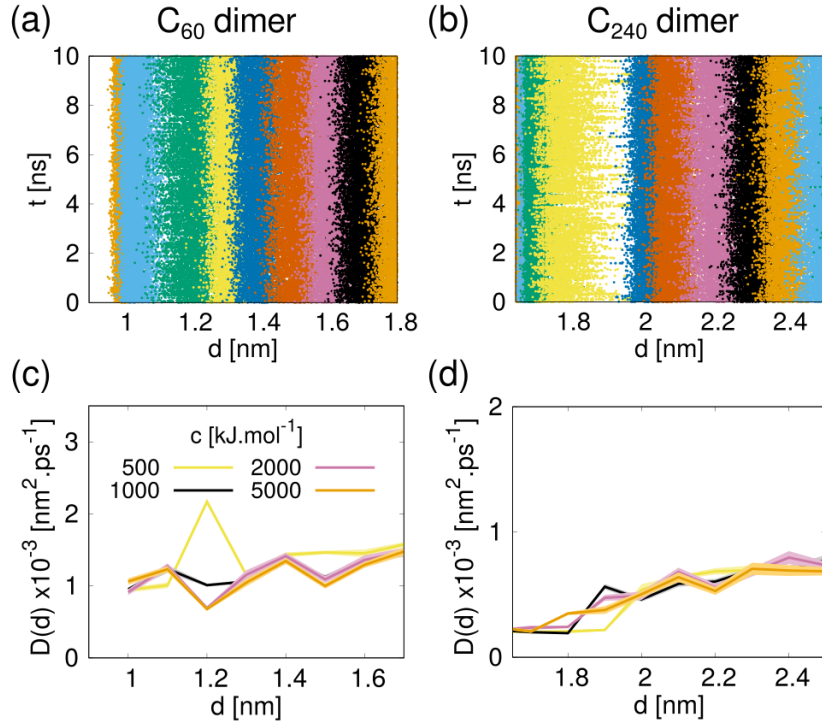 (a) C60 dimer
(b) C240 dimer
10
8
6
4
2
0
t [ns]
1 1.2 1.4 1.6 1.8
d [nm]
10
8
6
4
2
0
t [ns]
1.8 2 2.2 2.4
d [nm]
(c)
3
2
1
0
D(d) x10⁻³ [nm².ps⁻¹]
c [kJ.mol⁻¹]
500 2000
1000 5000
1 1.2 1.4 1.6
d [nm]
(d)
2
1
0
D(d) x10⁻³ [nm².ps⁻¹]
1.8 2 2.2 2.4
d [nm]